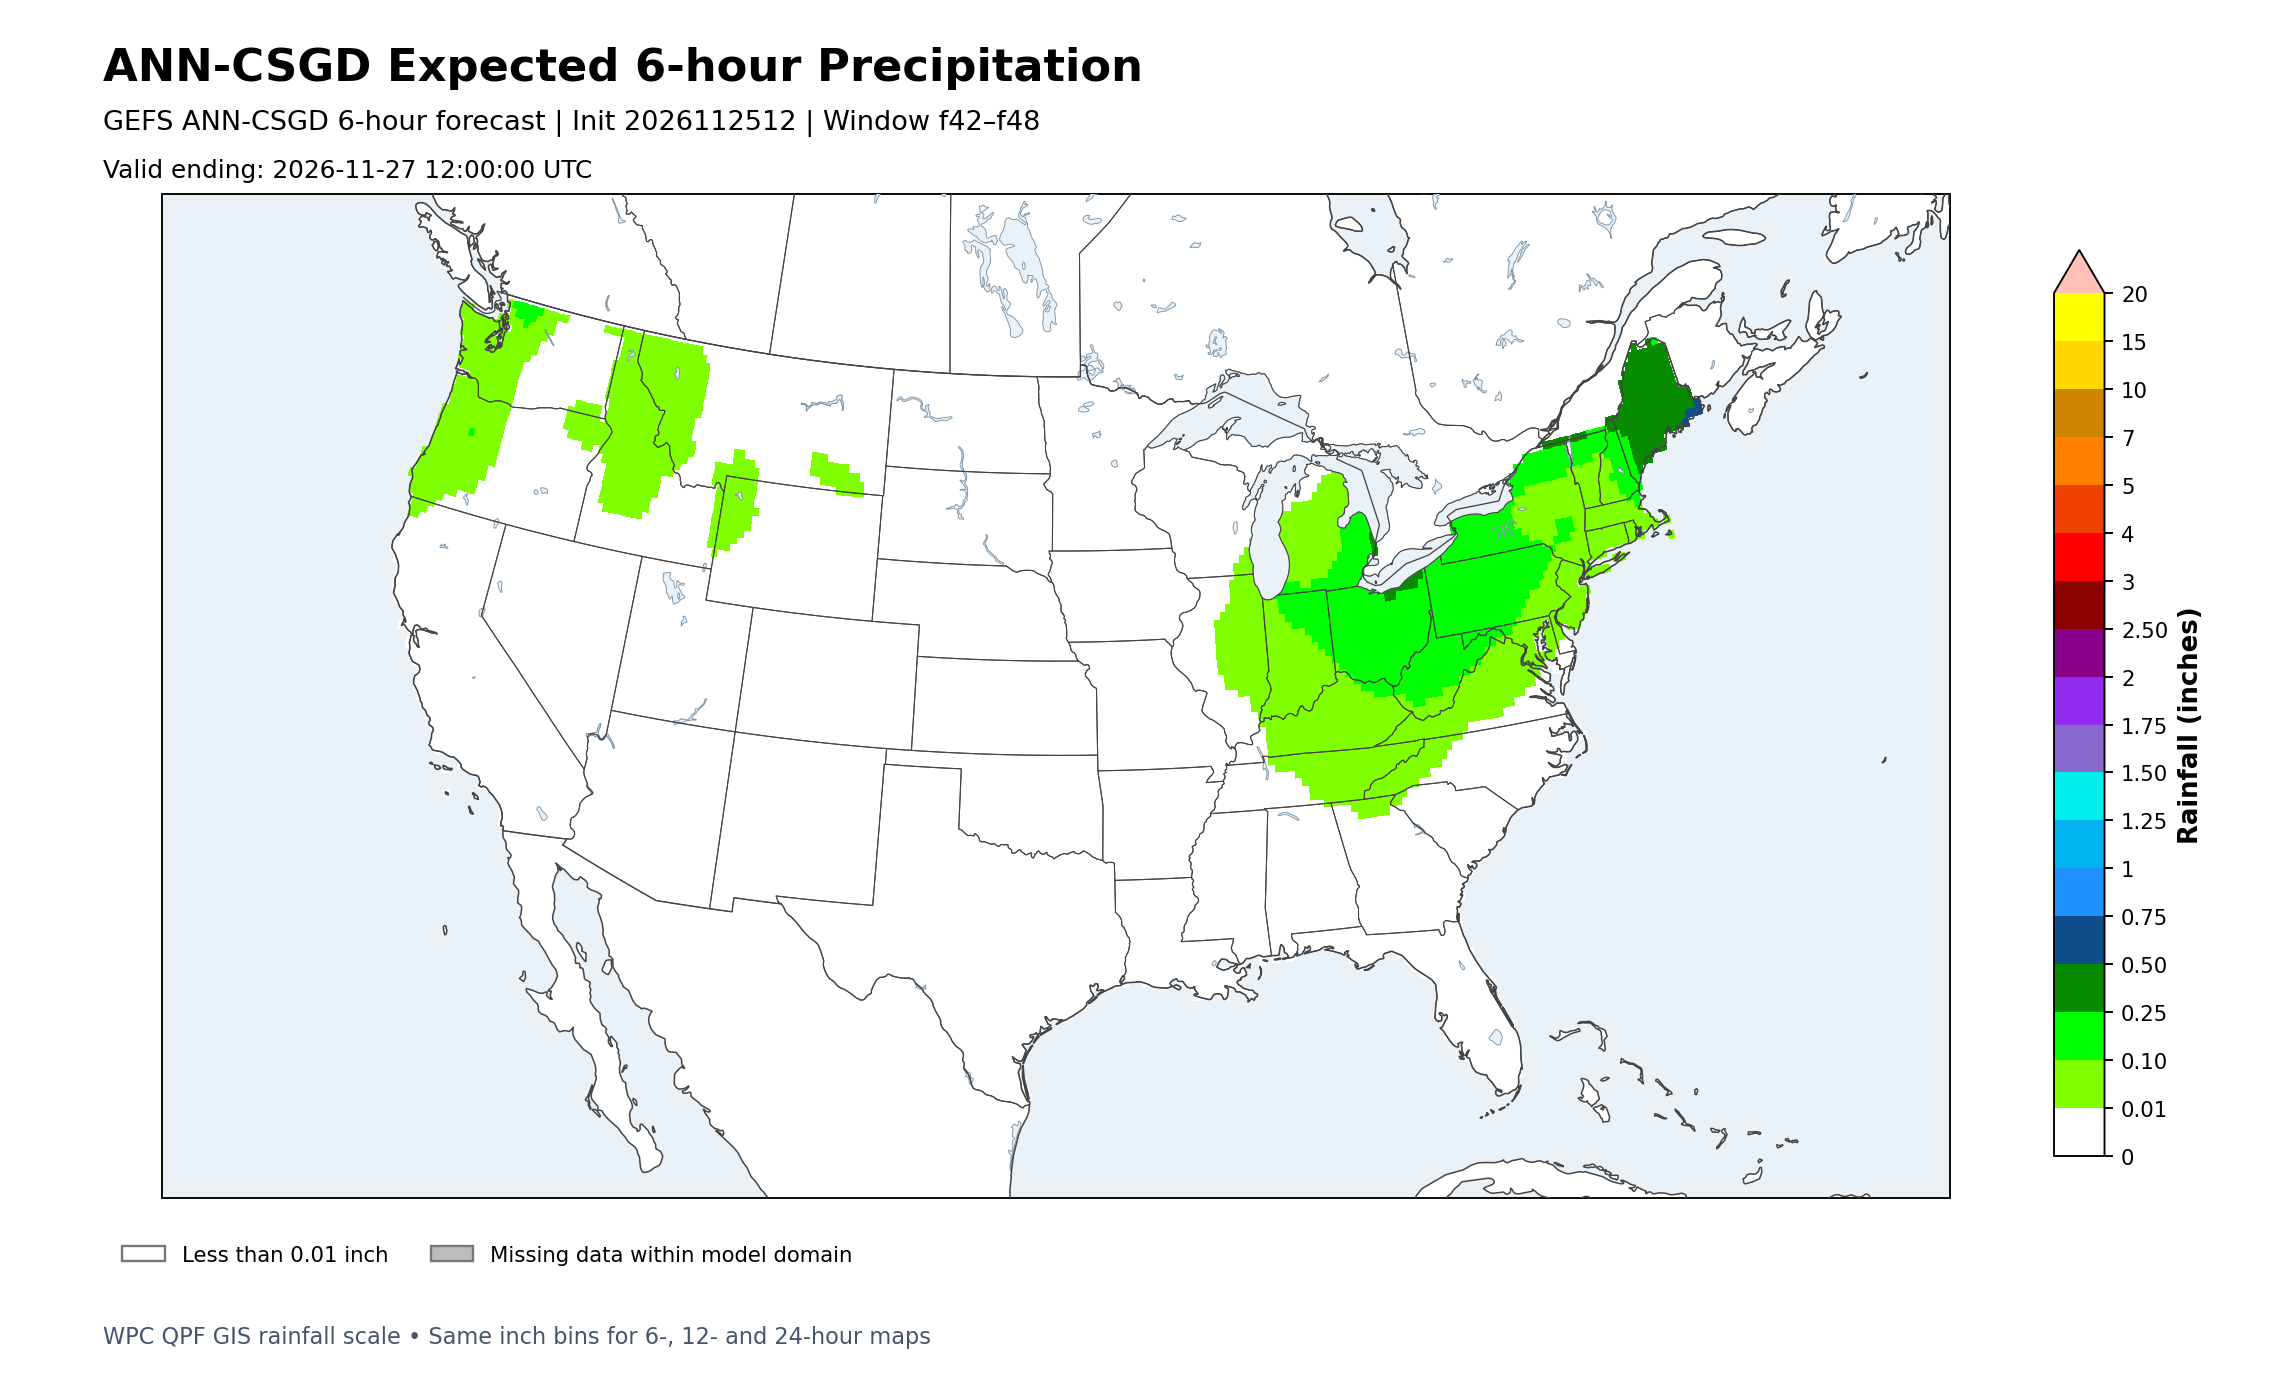 ANN-CSGD Expected 6-hour Precipitation
GEFS ANN-CSGD 6-hour forecast | Init 2026112512 | Window f42–f48
Valid ending: 2026-11-27 12:00:00 UTC
20
15
10
7
5
4
3
2.50
2
1.75
1.50
1.25
1
0.75
0.50
0.25
0.10
0.01
0
Rainfall (inches)
Less than 0.01 inch
Missing data within model domain
WPC QPF GIS rainfall scale • Same inch bins for 6-, 12- and 24-hour maps